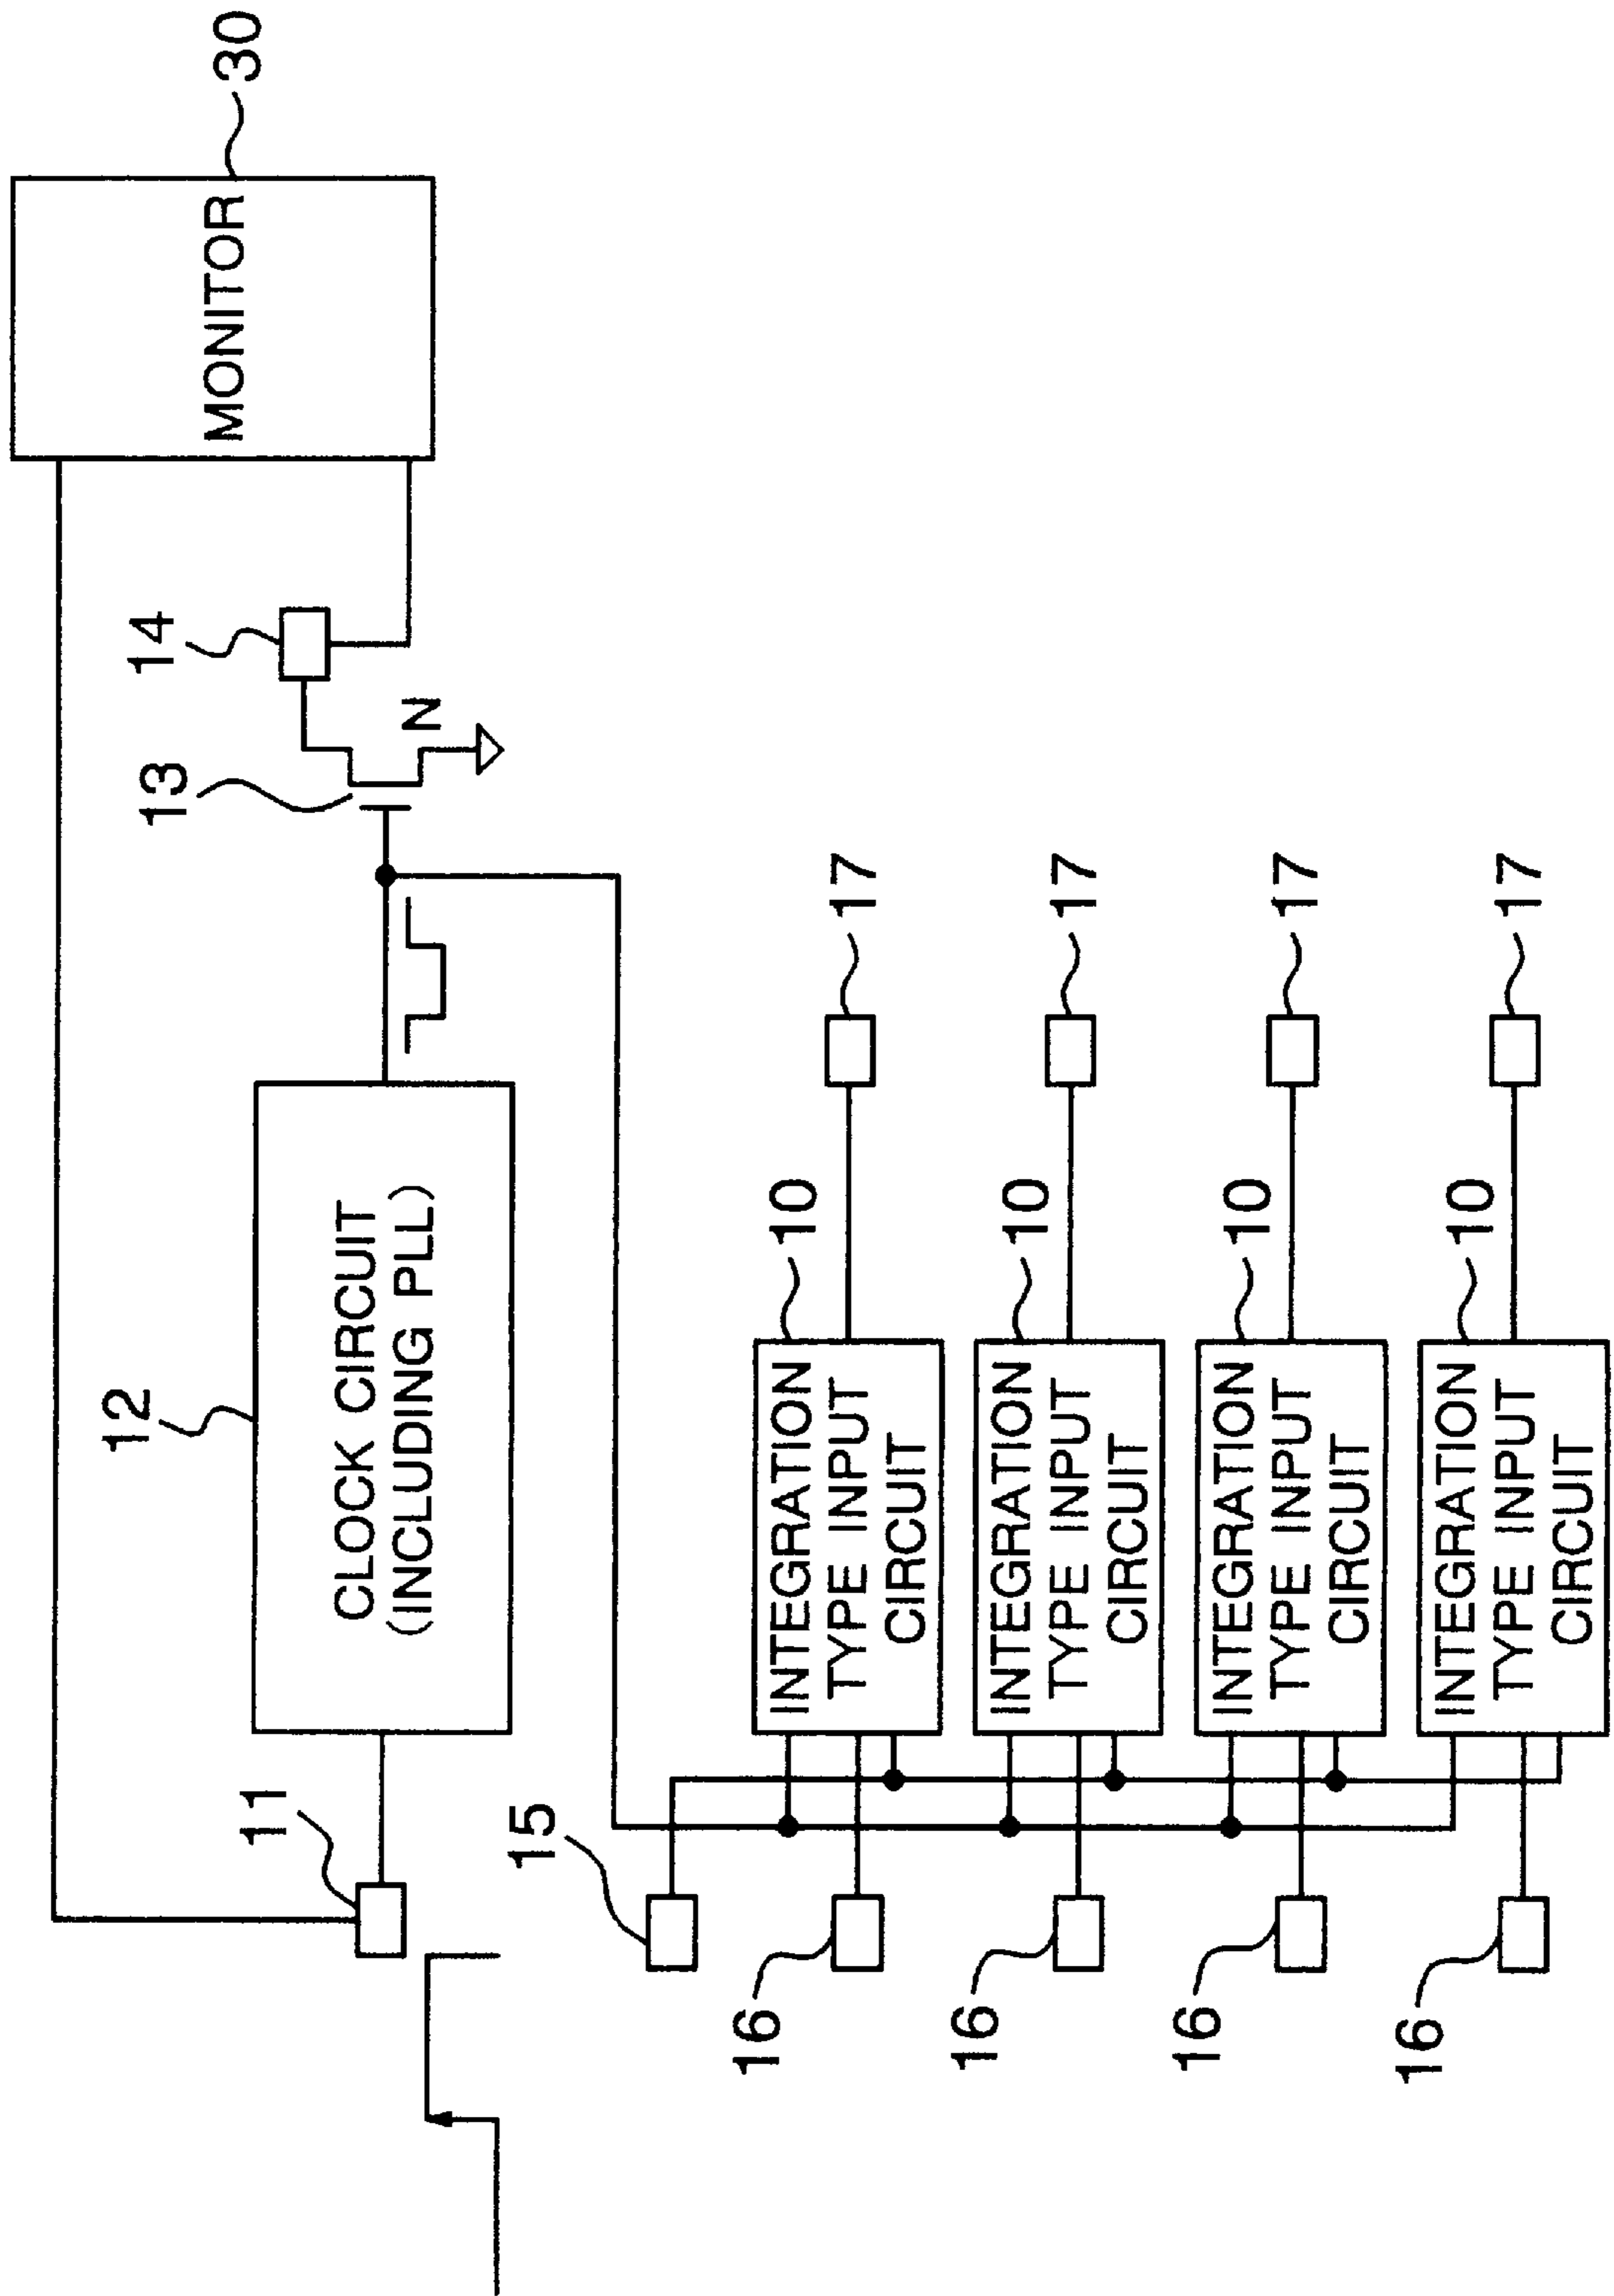 30
MONITOR
14
13
N
12
CLOCK CIRCUIT
(INCLUDING PLL)
11
15
16
10
INTEGRATION
TYPE INPUT
CIRCUIT
17
16
10
INTEGRATION
TYPE INPUT
CIRCUIT
17
16
10
INTEGRATION
TYPE INPUT
CIRCUIT
17
16
10
INTEGRATION
TYPE INPUT
CIRCUIT
17